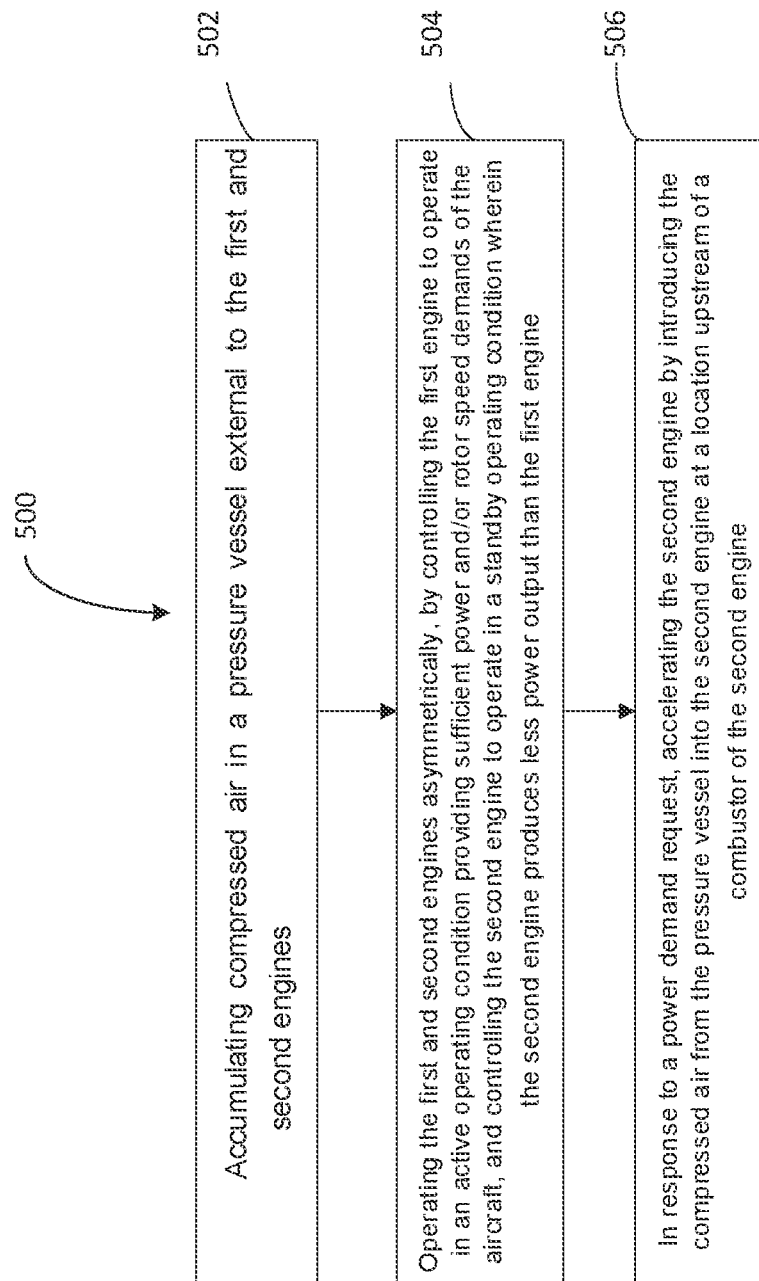 500
502
Accumulating compressed air in a pressure vessel external to the first and
second engines
504
Operating the first and second engines asymmetrically, by controlling the first engine to operate
in an active operating condition providing sufficient power and/or rotor speed demands of the
aircraft, and controlling the second engine to operate in a standby operating condition wherein
the second engine produces less power output than the first engine
506
In response to a power demand request, accelerating the second engine by introducing the
compressed air from the pressure vessel into the second engine at a location upstream of a
combustor of the second engine